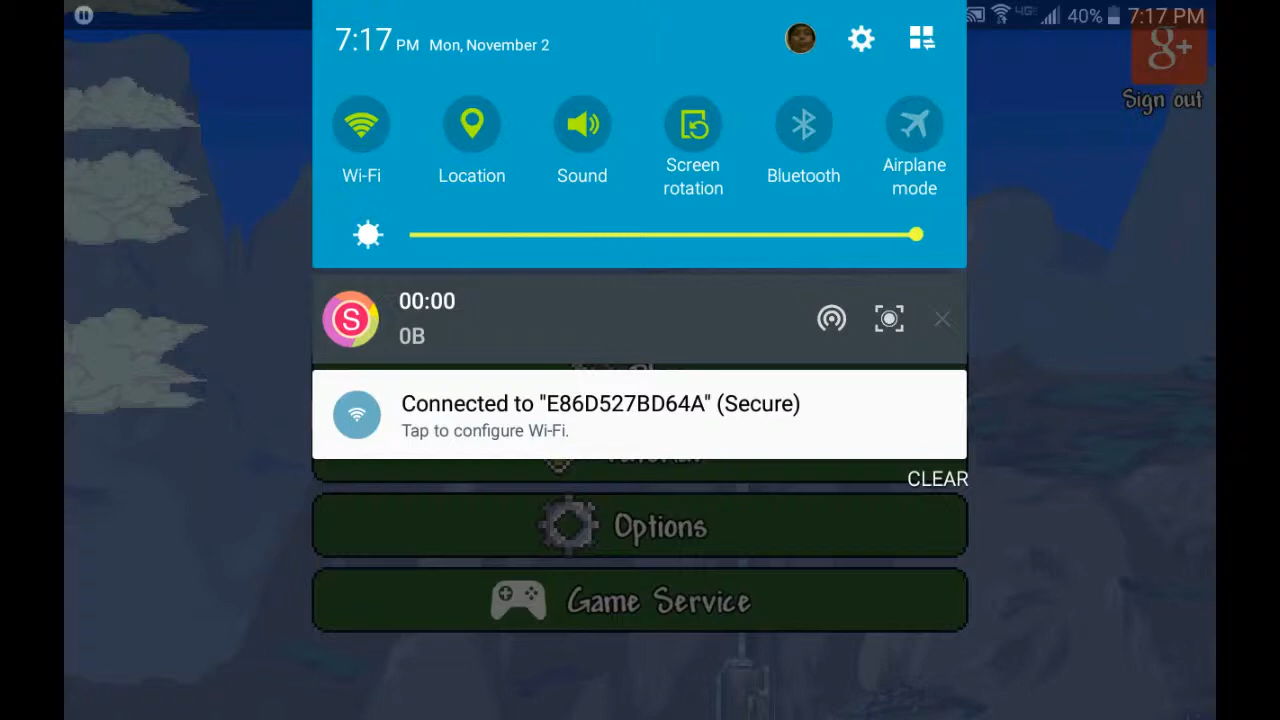 7:17 PM Mon, November 2
4G
40% 7:17 PM
g+
Sign out
Wi-Fi
Location
Sound
Screen rotation
Bluetooth
Airplane mode
S
00:00
0B
Connected to "E86D527BD64A" (Secure)
Tap to configure Wi-Fi.
CLEAR
Options
Game Service